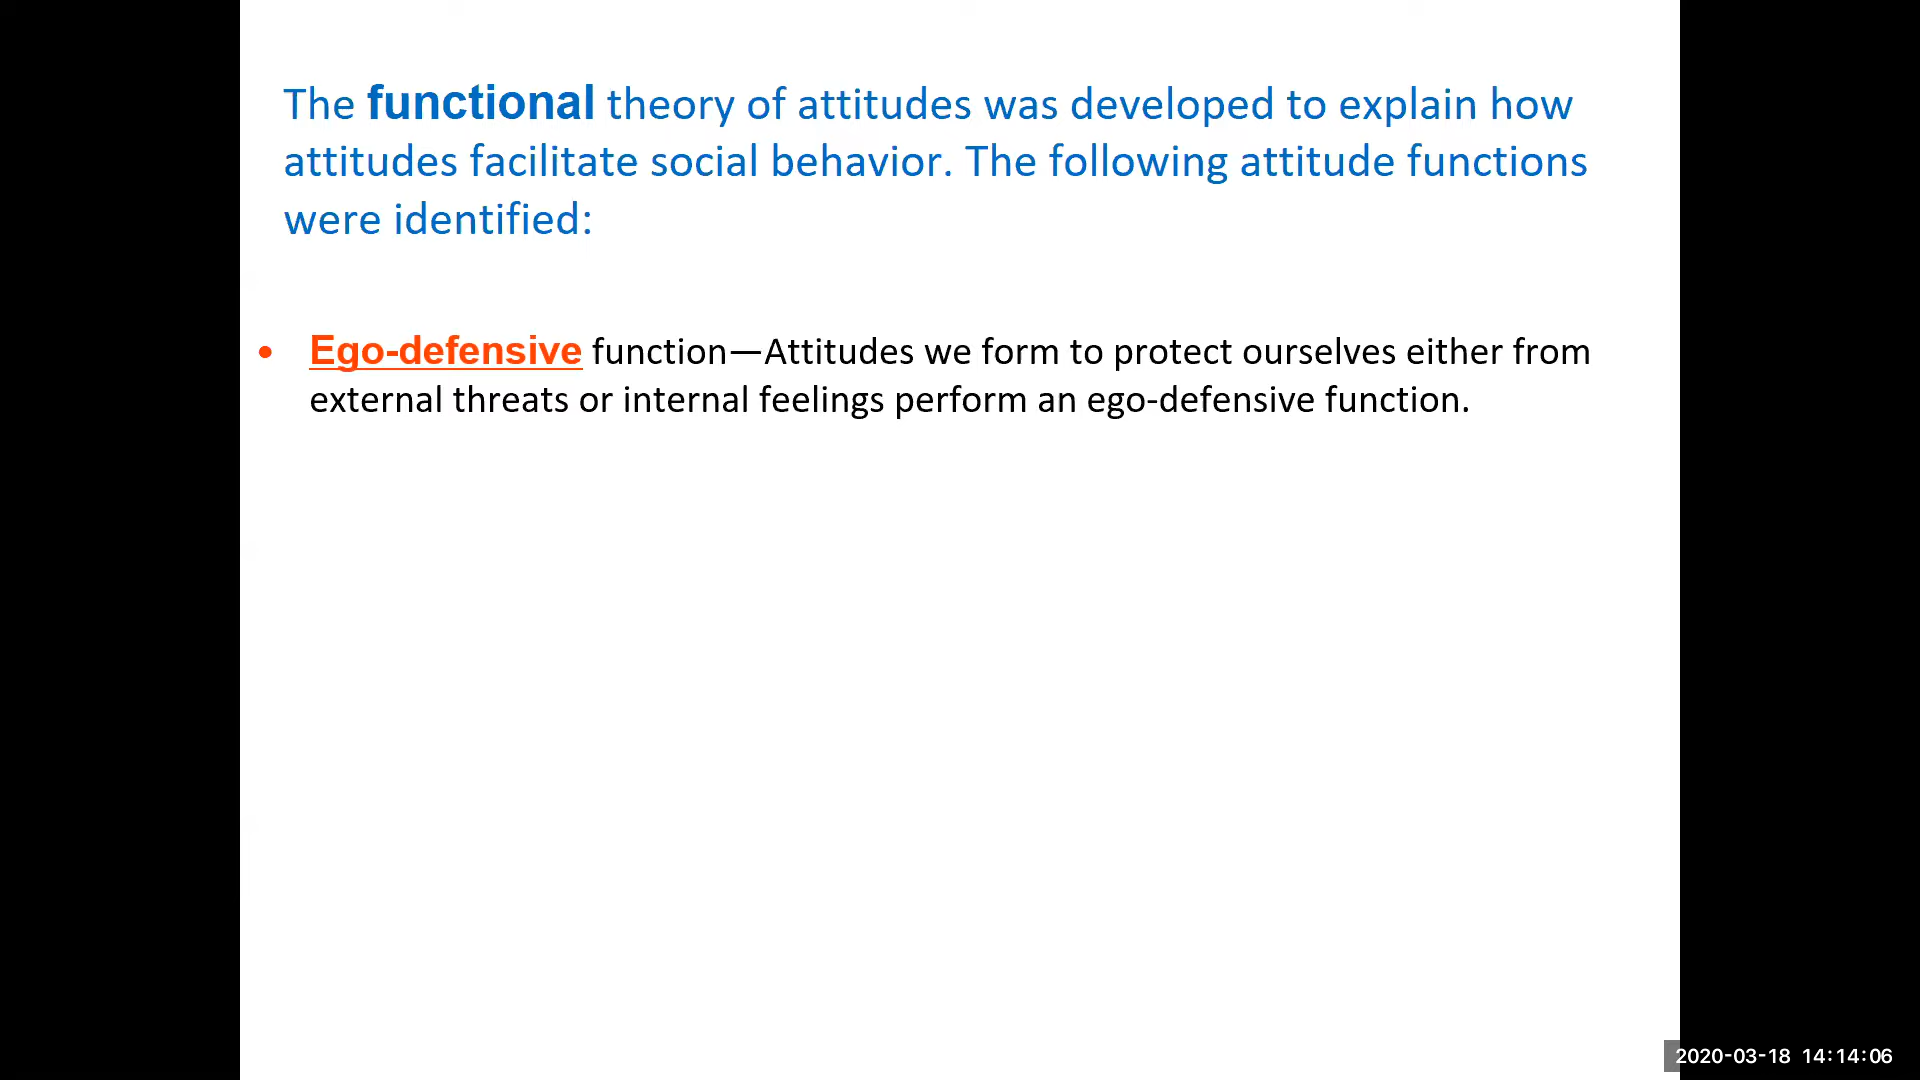 The functional theory of attitudes was developed to explain how
attitudes facilitate social behavior. The following attitude functions
were identified:
• Ego-defensive function—Attitudes we form to protect ourselves either from
external threats or internal feelings perform an ego-defensive function.
2020-03-18 14:14:06